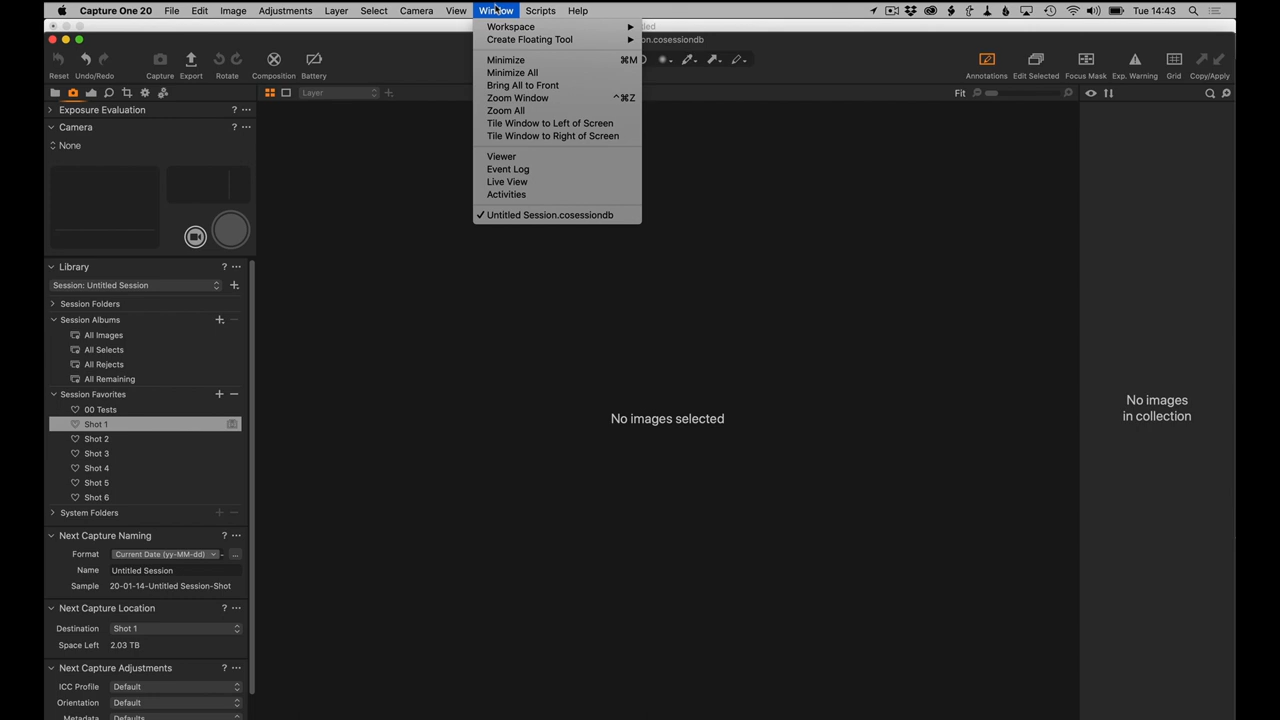 Capture One 20 File Edit Image Adjustments Layer Select Camera View Window Scripts Help Tue 14:43
.cosessiondb
Reset Undo/Redo Capture Export Rotate Composition Battery Annotations Edit Selected Focus Mask Exp. Warning Grid Copy/Apply
Layer Fit
Workspace
Create Floating Tool
Minimize ⌘M
Minimize All
Bring All to Front
Zoom Window ^⌘Z
Zoom All
Tile Window to Left of Screen
Tile Window to Right of Screen
Viewer
Event Log
Live View
Activities
✓ Untitled Session.cosessiondb
Exposure Evaluation ? ...
Camera ? ...
None
Library ? ...
Session: Untitled Session
Session Folders
Session Albums
All Images
All Selects
All Rejects
All Remaining
Session Favorites
00 Tests
Shot 1
Shot 2
Shot 3
Shot 4
Shot 5
Shot 6
System Folders
Next Capture Naming ? ...
Format Current Date (yy-MM-dd) - ...
Name Untitled Session
Sample 20-01-14-Untitled Session-Shot
Next Capture Location ? ...
Destination Shot 1
Space Left 2.03 TB
Next Capture Adjustments ? ...
ICC Profile Default
Orientation Default
Metadata Defaults
No images selected
No images
in collection